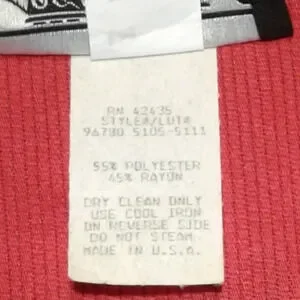 RN 42435
STYLE#/LOT#
96780 5105-5111
55% POLYESTER
45% RAYON
DRY CLEAN ONLY
USE COOL IRON
ON REVERSE SIDE
DO NOT STEAM
MADE IN U.S.A.